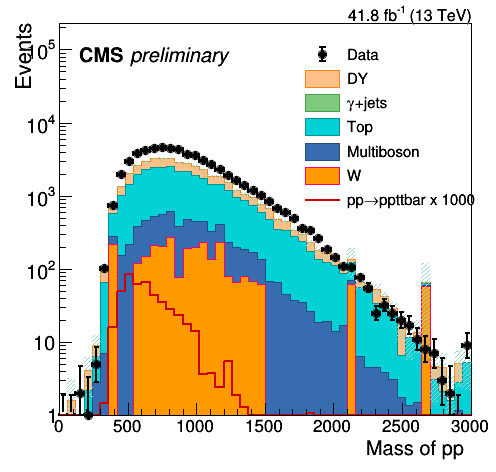 41.8 fb⁻¹ (13 TeV)
Events
CMS preliminary
Data
DY
γ+jets
Top
Multiboson
W
pp→ppttbar x 1000
10⁵
10⁴
10³
10²
10
1
0 500 1000 1500 2000 2500 3000
Mass of pp